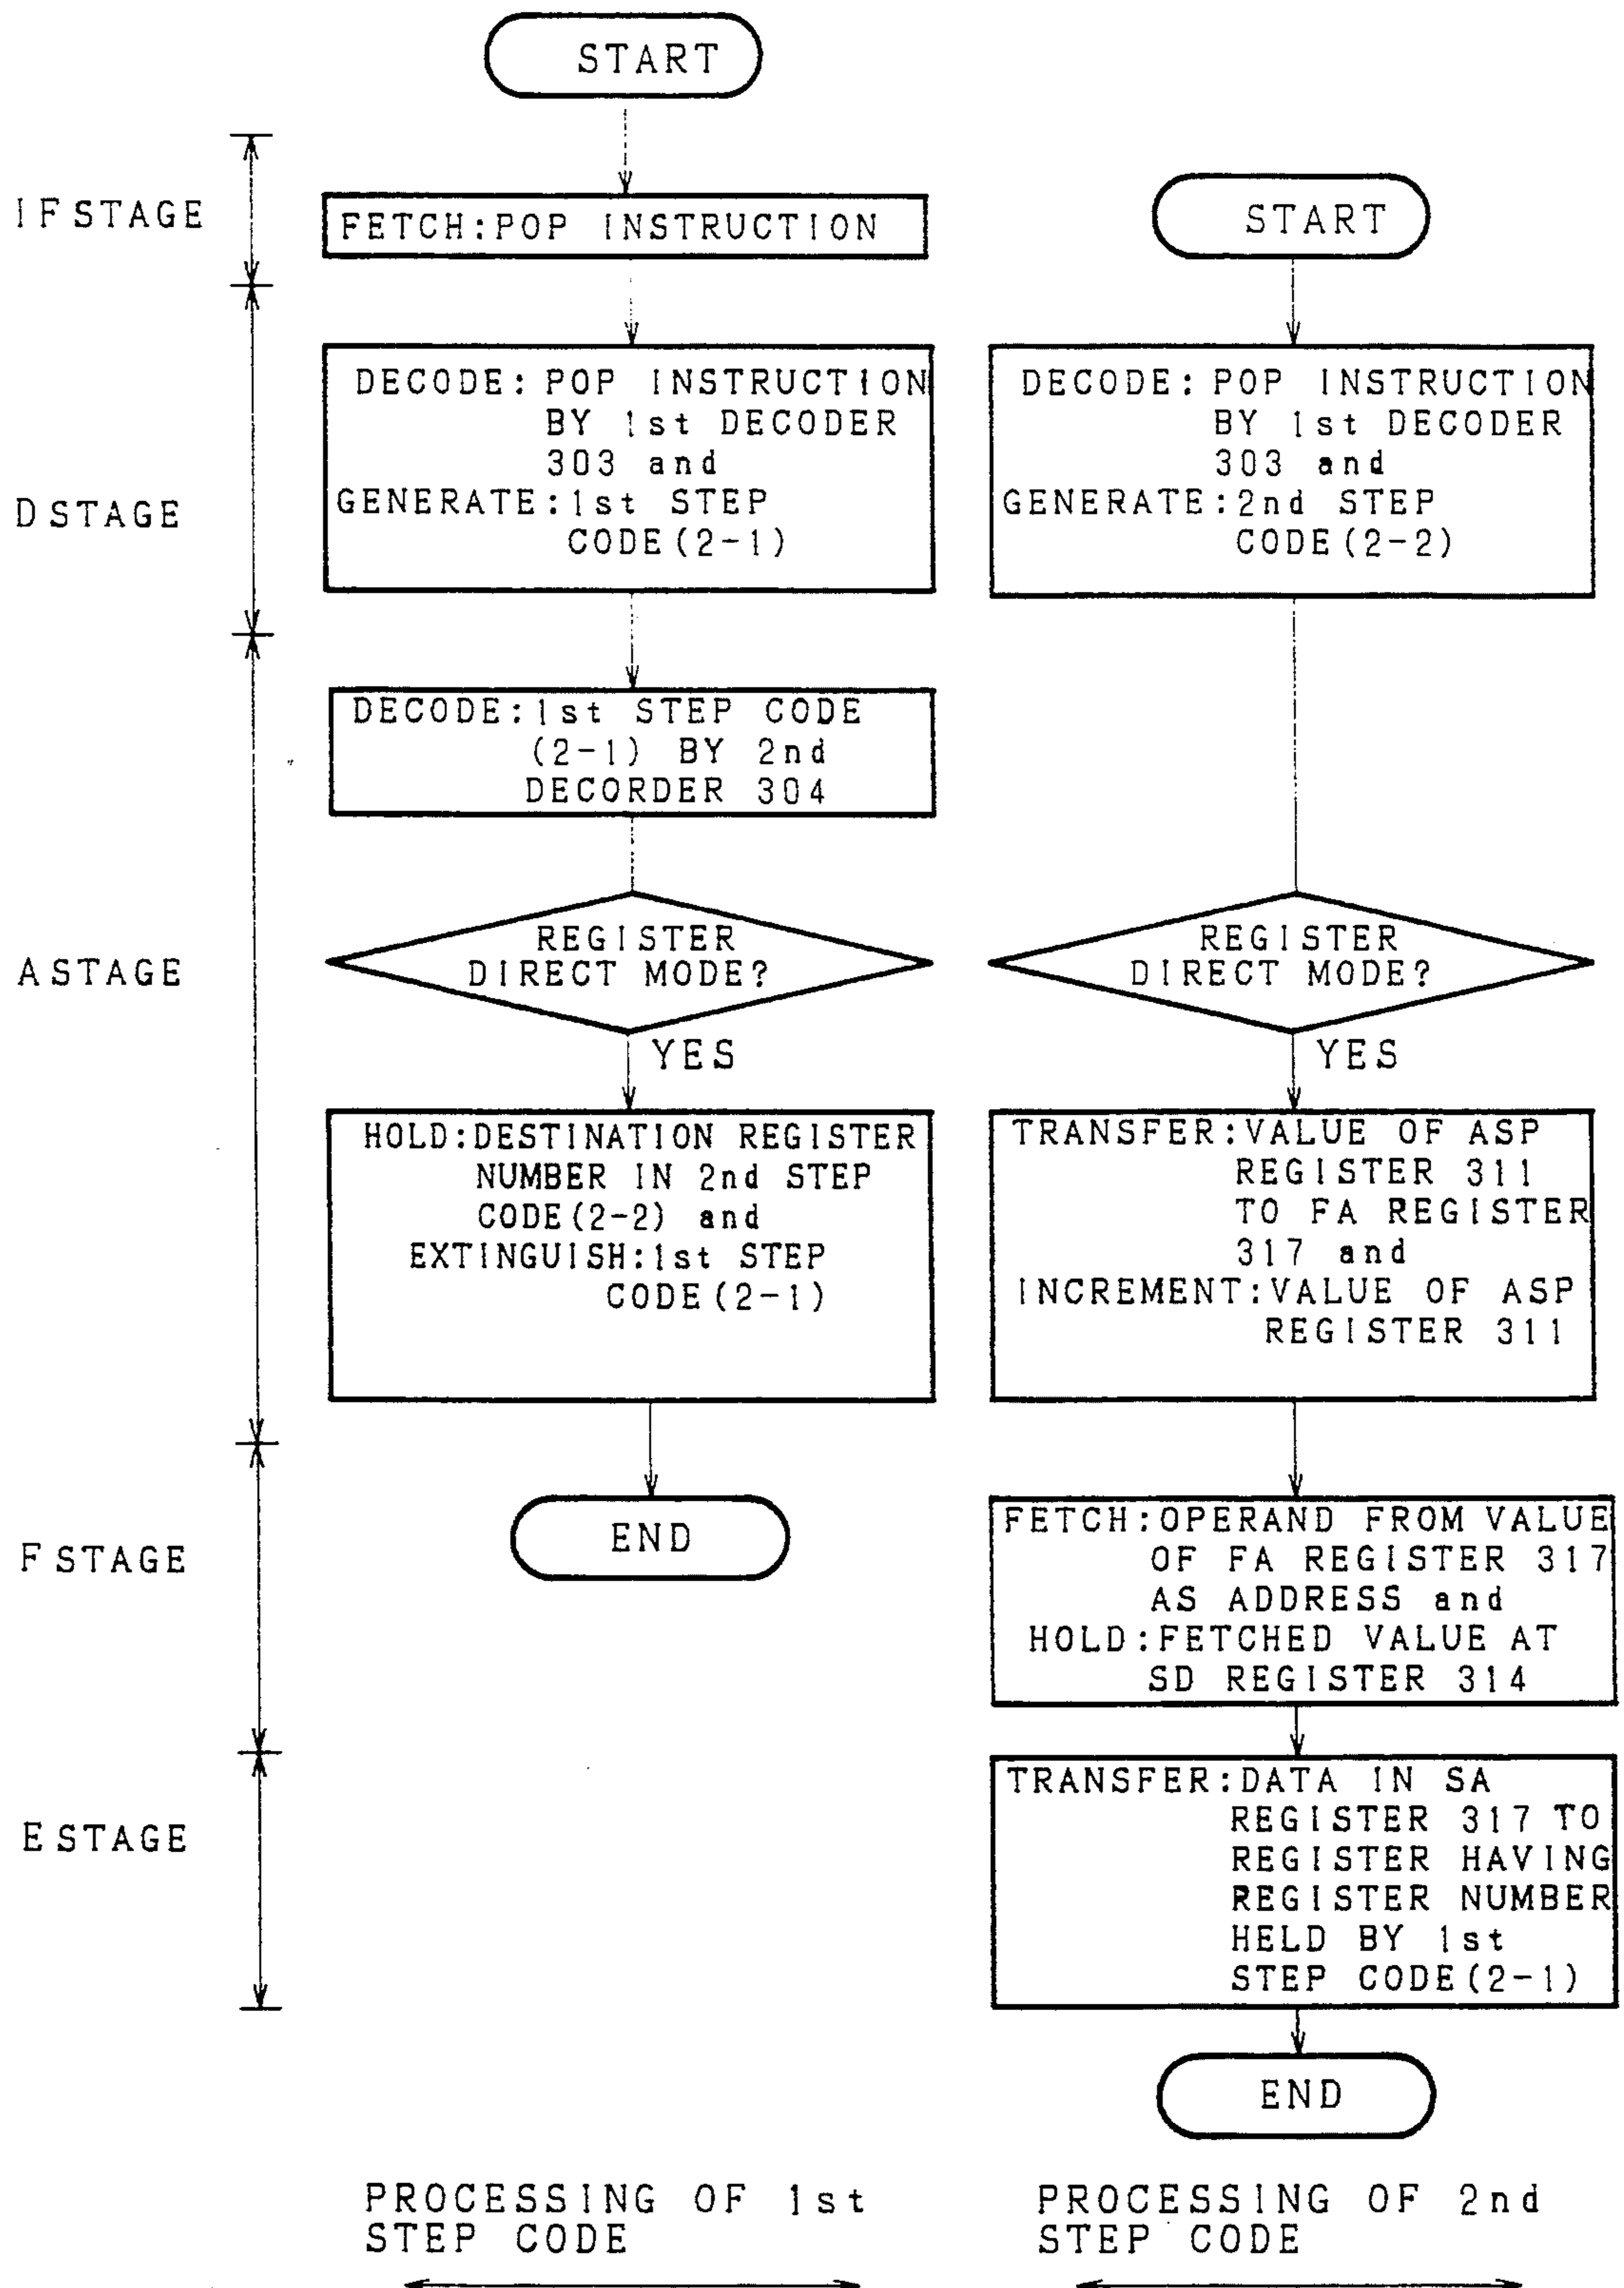 START
IF STAGE
FETCH:POP INSTRUCTION
D STAGE
DECODE: POP INSTRUCTION
BY 1st DECODER
303 and
GENERATE:1st STEP
CODE(2-1)
A STAGE
DECODE:1st STEP CODE
(2-1) BY 2nd
DECORDER 304
REGISTER
DIRECT MODE?
YES
HOLD:DESTINATION REGISTER
NUMBER IN 2nd STEP
CODE(2-2) and
EXTINGUISH:1st STEP
CODE(2-1)
F STAGE
END
E STAGE
PROCESSING OF 1st
STEP CODE
START
DECODE: POP INSTRUCTION
BY 1st DECODER
303 and
GENERATE:2nd STEP
CODE(2-2)
REGISTER
DIRECT MODE?
YES
TRANSFER:VALUE OF ASP
REGISTER 311
TO FA REGISTER
317 and
INCREMENT:VALUE OF ASP
REGISTER 311
FETCH:OPERAND FROM VALUE
OF FA REGISTER 317
AS ADDRESS and
HOLD:FETCHED VALUE AT
SD REGISTER 314
TRANSFER:DATA IN SA
REGISTER 317 TO
REGISTER HAVING
REGISTER NUMBER
HELD BY 1st
STEP CODE(2-1)
END
PROCESSING OF 2nd
STEP CODE